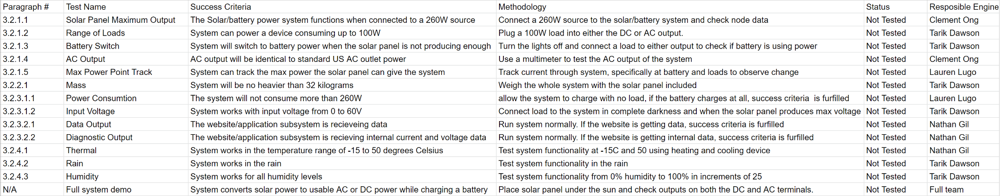 Paragraph # Test Name Success Criteria Methodology Status Resposible Engine
3.2.1.1 Solar Panel Maximum Output The Solar/battery power system functions when connected to a 260W source Connect a 260W source to the solar/battery system and check node data Not Tested Clement Ong
3.2.1.2 Range of Loads System can power a device consuming up to 100W Plug a 100W load into either the DC or AC output. Not Tested Tarik Dawson
3.2.1.3 Battery Switch System will switch to battery power when the solar panel is not producing enough Turn the lights off and connect a load to either output to check if battery is using power Not Tested Tarik Dawson
3.2.1.4 AC Output AC output will be identical to standard US AC outlet power Use a multimeter to test the AC output of the system Not Tested Clement Ong
3.2.1.5 Max Power Point Track System can track the max power the solar panel can give the system Track current through system, specifically at battery and loads to observe change Not Tested Lauren Lugo
3.2.2.1 Mass System will be no heavier than 32 kilograms Weigh the whole system with the solar panel included Not Tested Tarik Dawson
3.2.3.1.1 Power Consumtion The system will not consume more than 260W allow the system to charge with no load, if the battery charges at all, success criteria  is furfilled Not Tested Lauren Lugo
3.2.3.1.2 Input Voltage System works with input voltage from 0 to 60V Connect load to the system in complete darkness and when the solar panel produces max voltage Not Tested Tarik Dawson
3.2.3.2.1 Data Output The website/application subsystem is recieveing data Run system normally. If the website is getting data, success criteria is furfilled Not Tested Nathan Gil
3.2.3.2.2 Diagnostic Output The website/application subsystem is recieving internal current and voltage data Run system normally. If the website is getting internal data, success criteria is furfilled Not Tested Nathan Gil
3.2.4.1 Thermal System works in the temperature range of -15 to 50 degrees Celsius Test system functionality at -15C and 50 using heating and cooling device Not Tested Nathan Gil
3.2.4.2 Rain System works in the rain Test system functionality in the rain Not Tested Tarik Dawson
3.2.4.3 Humidity System works for all humidity levels Test system functionality from 0% humidity to 100% in increments of 25 Not Tested Tarik Dawson
N/A Full system demo System converts solar power to usable AC or DC power while charging a battery Place solar panel under the sun and check outputs on both the DC and AC terminals. Not Tested Full team